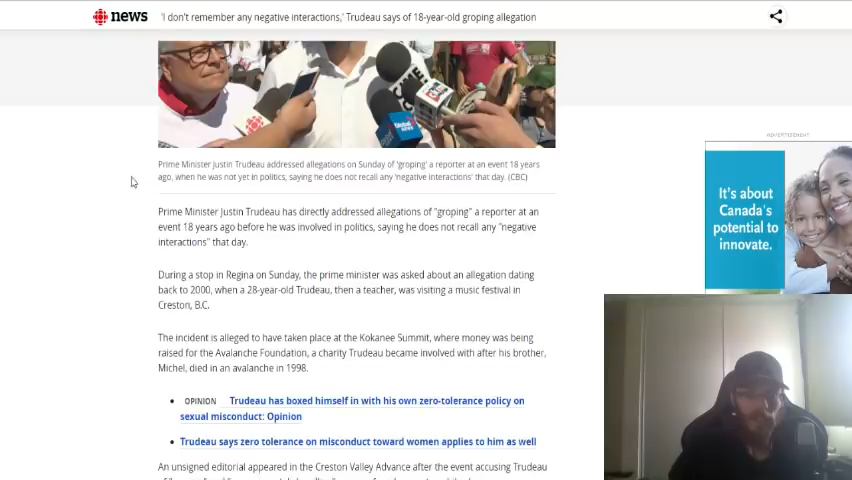 news
'I don't remember any negative interactions,' Trudeau says of 18-year-old groping allegation
Global
NEWS
Prime Minister Justin Trudeau addressed allegations on Sunday of 'groping' a reporter at an event 18 years
ago, when he was not yet in politics, saying he does not recall any 'negative interactions' that day. (CBC)
ADVERTISEMENT
It's about
Canada's
potential to
innovate.
Prime Minister Justin Trudeau has directly addressed allegations of "groping" a reporter at an
event 18 years ago before he was involved in politics, saying he does not recall any "negative
interactions" that day.
During a stop in Regina on Sunday, the prime minister was asked about an allegation dating
back to 2000, when a 28-year-old Trudeau, then a teacher, was visiting a music festival in
Creston, B.C.
The incident is alleged to have taken place at the Kokanee Summit, where money was being
raised for the Avalanche Foundation, a charity Trudeau became involved with after his brother,
Michel, died in an avalanche in 1998.
OPINION Trudeau has boxed himself in with his own zero-tolerance policy on
sexual misconduct: Opinion
Trudeau says zero tolerance on misconduct toward women applies to him as well
An unsigned editorial appeared in the Creston Valley Advance after the event accusing Trudeau